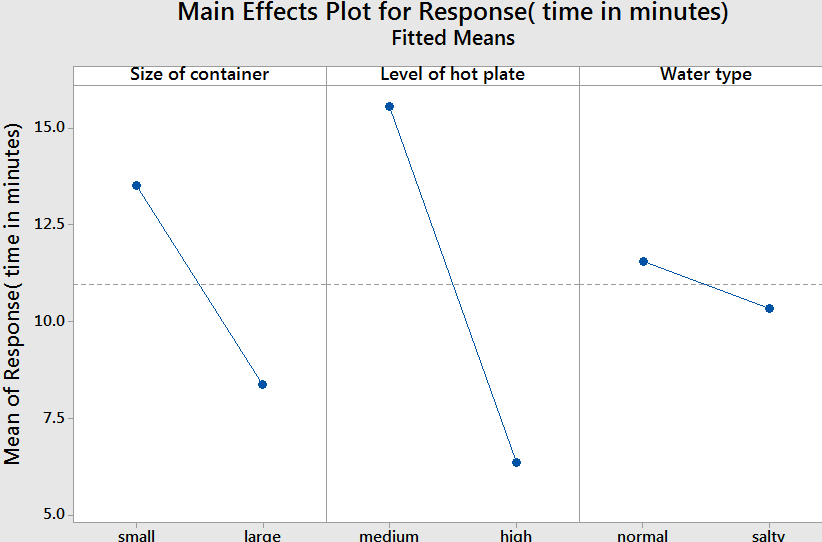 Main Effects Plot for Response( time in minutes)
Fitted Means
Size of container
Level of hot plate
Water type
Mean of Response( time in minutes)
15.0
12.5
10.0
7.5
5.0
small
large
medium
high
normal
salty